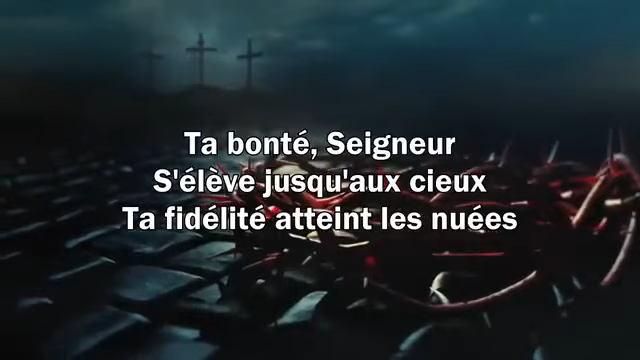 Ta bonté, Seigneur
S'élève jusqu'aux cieux
Ta fidélité atteint les nuées